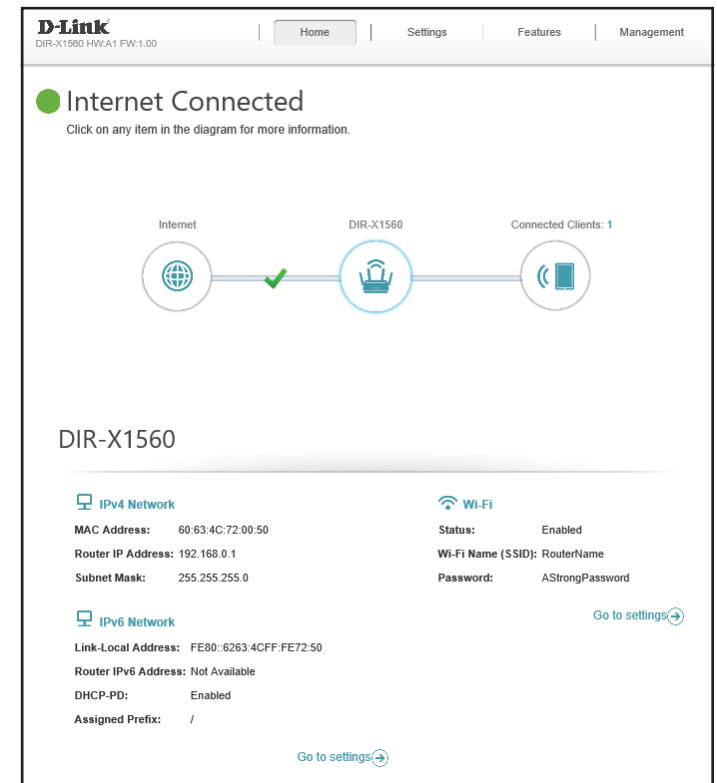 D-Link
DIR-X1560 HW:A1 FW:1.00
Home
Settings
Features
Management
Internet Connected
Click on any item in the diagram for more information.
Internet
DIR-X1560
Connected Clients: 1
DIR-X1560
IPv4 Network
MAC Address: 60:63:4C:72:00:50
Router IP Address: 192.168.0.1
Subnet Mask: 255.255.255.0
Wi-Fi
Status: Enabled
Wi-Fi Name (SSID): RouterName
Password: AStrongPassword
Go to settings
IPv6 Network
Link-Local Address: FE80::6263:4CFF:FE72:50
Router IPv6 Address: Not Available
DHCP-PD: Enabled
Assigned Prefix: /
Go to settings